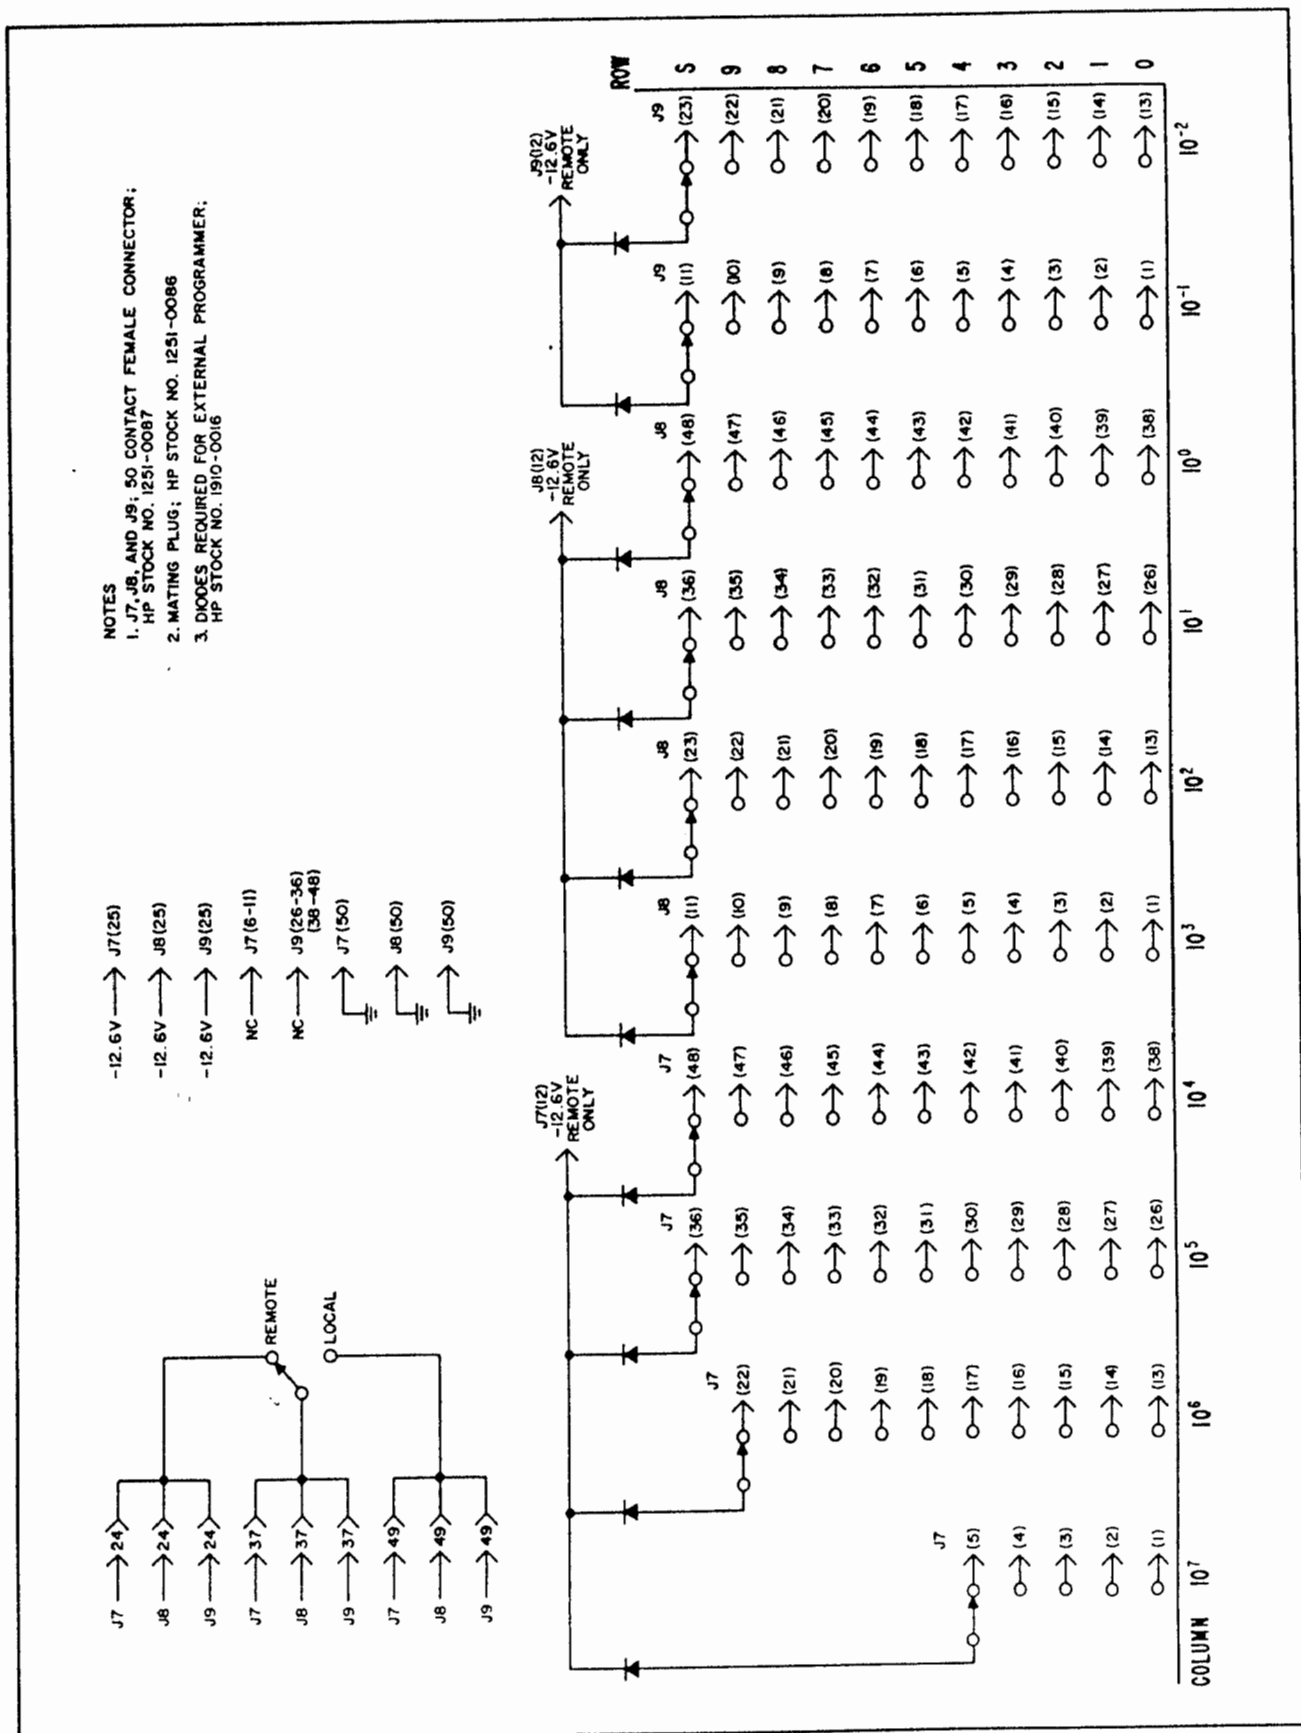 NOTES
1. J7, J8, AND J9; 50 CONTACT FEMALE CONNECTOR;
HP STOCK NO. 1251-0087
2. MATING PLUG; HP STOCK NO. 1251-0086
3. DIODES REQUIRED FOR EXTERNAL PROGRAMMER;
HP STOCK NO. 1910-0016
-12.6V J7(25)
-12.6V J8(25)
-12.6V J9(25)
NC J7(6-11)
NC J9(26-36)
(38-48)
J7(50)
J8(50)
J9(50)
J7 24
J8 24
J9 24
J7 37
J8 37
J9 37
J7 49
J8 49
J9 49
REMOTE
LOCAL
J7(12)
-12.6V
REMOTE
ONLY
J8(12)
-12.6V
REMOTE
ONLY
J9(12)
-12.6V
REMOTE
ONLY
ROW
J7 J7 J7 J8 J8 J8 J8 J9 J9
(36) (48) (11) (23) (36) (48) (11) (23) S
(22) (35) (47) (10) (22) (35) (47) (10) (22) 9
(21) (34) (46) (9) (21) (34) (46) (9) (21) 8
(20) (33) (45) (8) (20) (33) (45) (8) (20) 7
(19) (32) (44) (7) (19) (32) (44) (7) (19) 6
(18) (31) (43) (6) (18) (31) (43) (6) (18) 5
J7
(5) (17) (30) (42) (5) (17) (30) (42) (5) (17) 4
(4) (16) (29) (41) (4) (16) (29) (41) (4) (16) 3
(3) (15) (28) (40) (3) (15) (28) (40) (3) (15) 2
(2) (14) (27) (39) (2) (14) (27) (39) (2) (14) 1
(1) (13) (26) (38) (1) (13) (26) (38) (1) (13) 0
COLUMN 10⁷ 10⁶ 10⁵ 10⁴ 10³ 10² 10¹ 10⁰ 10⁻¹ 10⁻²